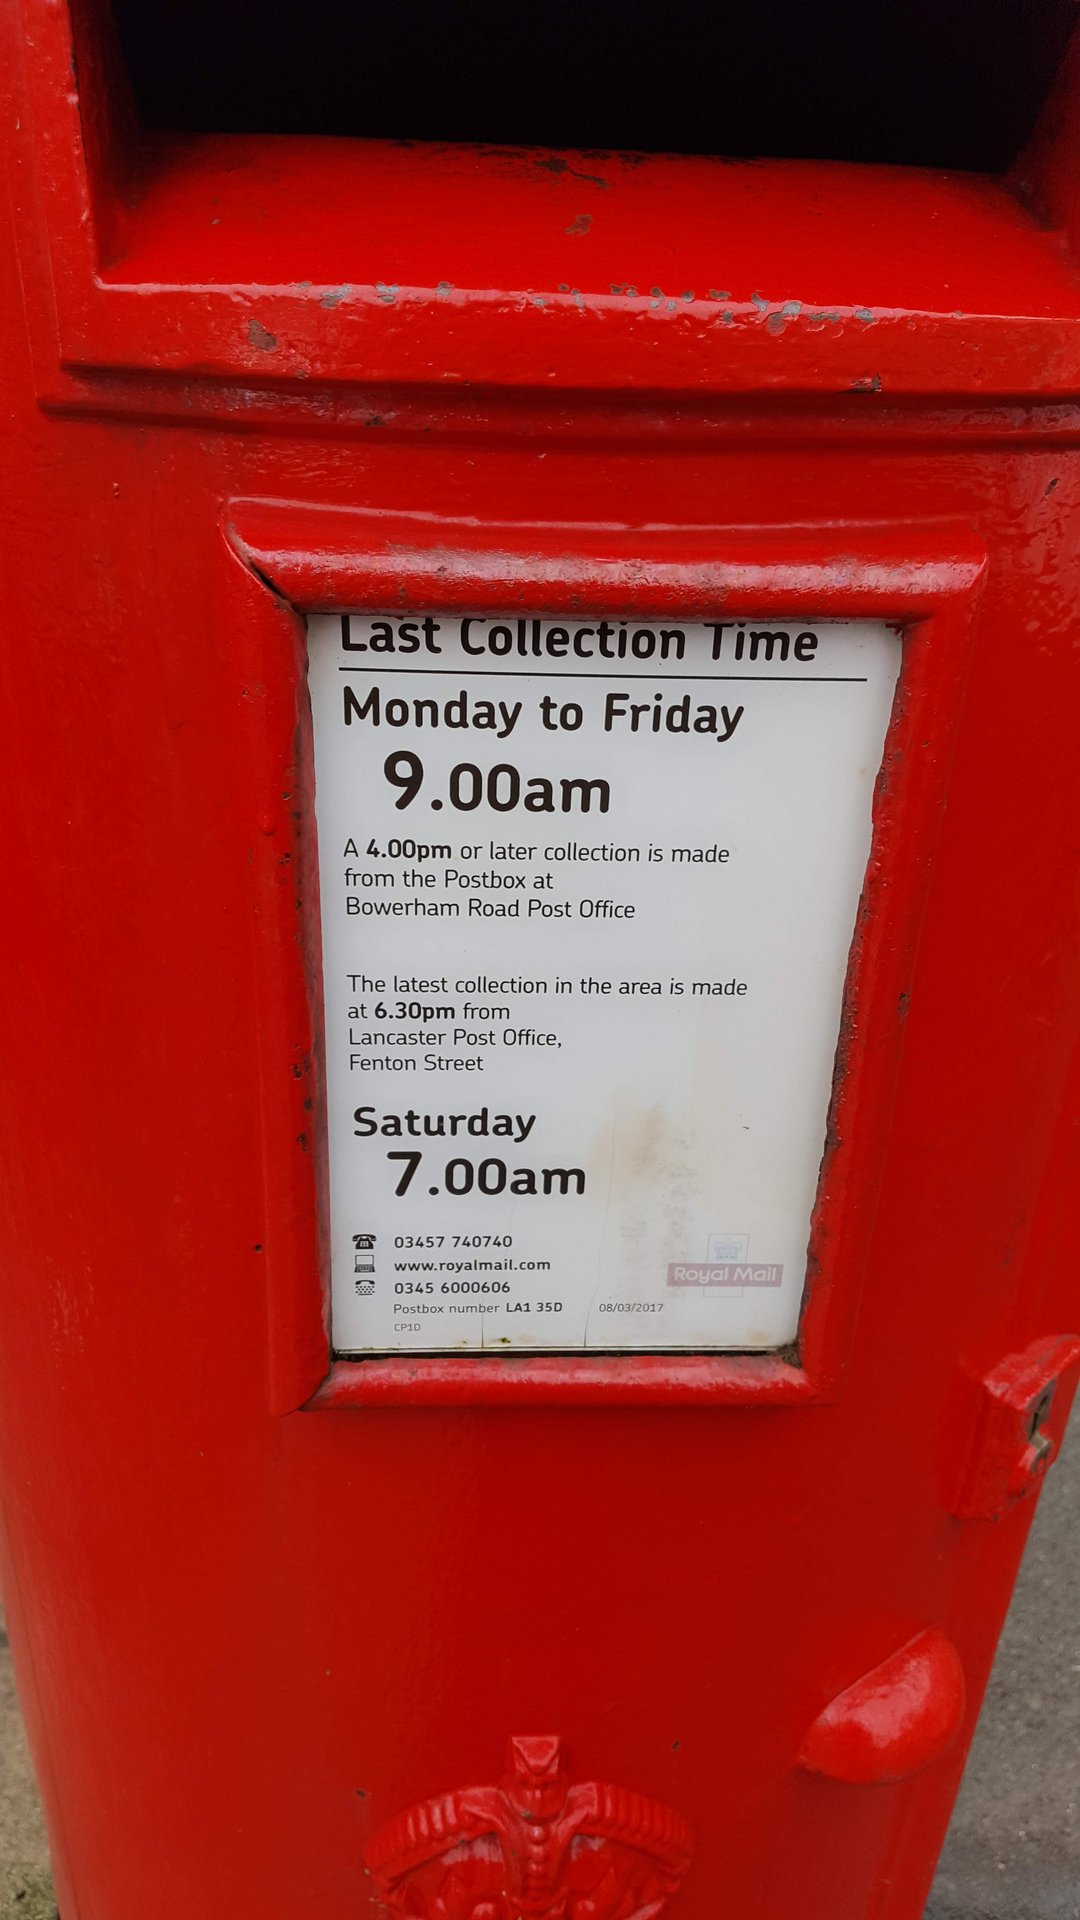 Last Collection Time
Monday to Friday
9.00am
A 4.00pm or later collection is made
from the Postbox at
Bowerham Road Post Office
The latest collection in the area is made
at 6.30pm from
Lancaster Post Office,
Fenton Street
Saturday
7.00am
03457 740740
www.royalmail.com
0345 6000606
Postbox number LA1 35D 08/03/2017
CP1D
Royal Mail